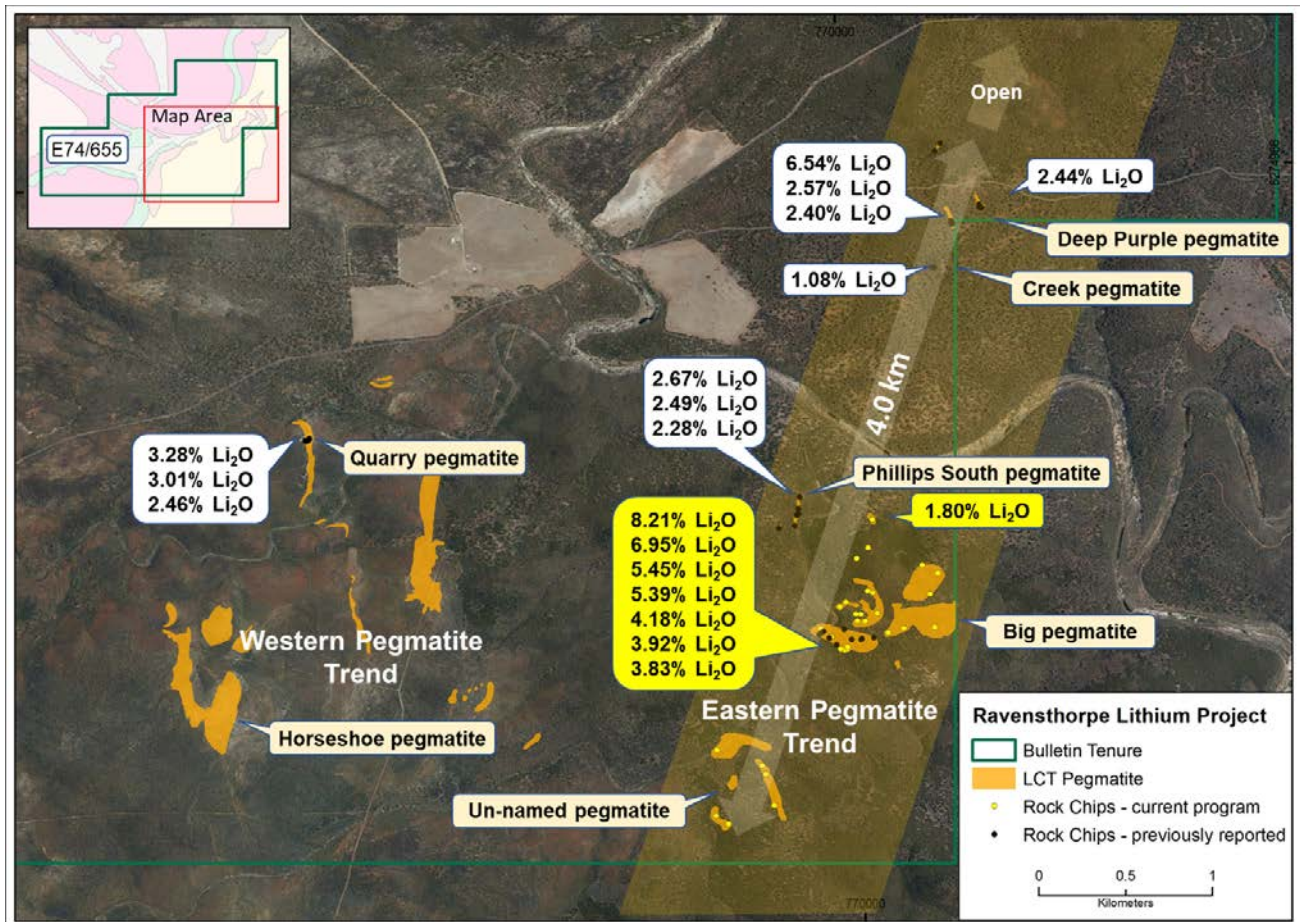 770000
Map Area
E74/655
Open
6.54% Li₂O
2.57% Li₂O
2.40% Li₂O
2.44% Li₂O
Deep Purple pegmatite
1.08% Li₂O
Creek pegmatite
4.0 km
2.67% Li₂O
2.49% Li₂O
2.28% Li₂O
3.28% Li₂O
3.01% Li₂O
2.46% Li₂O
Quarry pegmatite
Phillips South pegmatite
1.80% Li₂O
8.21% Li₂O
6.95% Li₂O
5.45% Li₂O
5.39% Li₂O
4.18% Li₂O
3.92% Li₂O
3.83% Li₂O
Big pegmatite
Western Pegmatite
Trend
Horseshoe pegmatite
Eastern Pegmatite
Trend
Un-named pegmatite
Ravensthorpe Lithium Project
Bulletin Tenure
LCT Pegmatite
Rock Chips - current program
Rock Chips - previously reported
0 0.5 1
Kilometers
770000